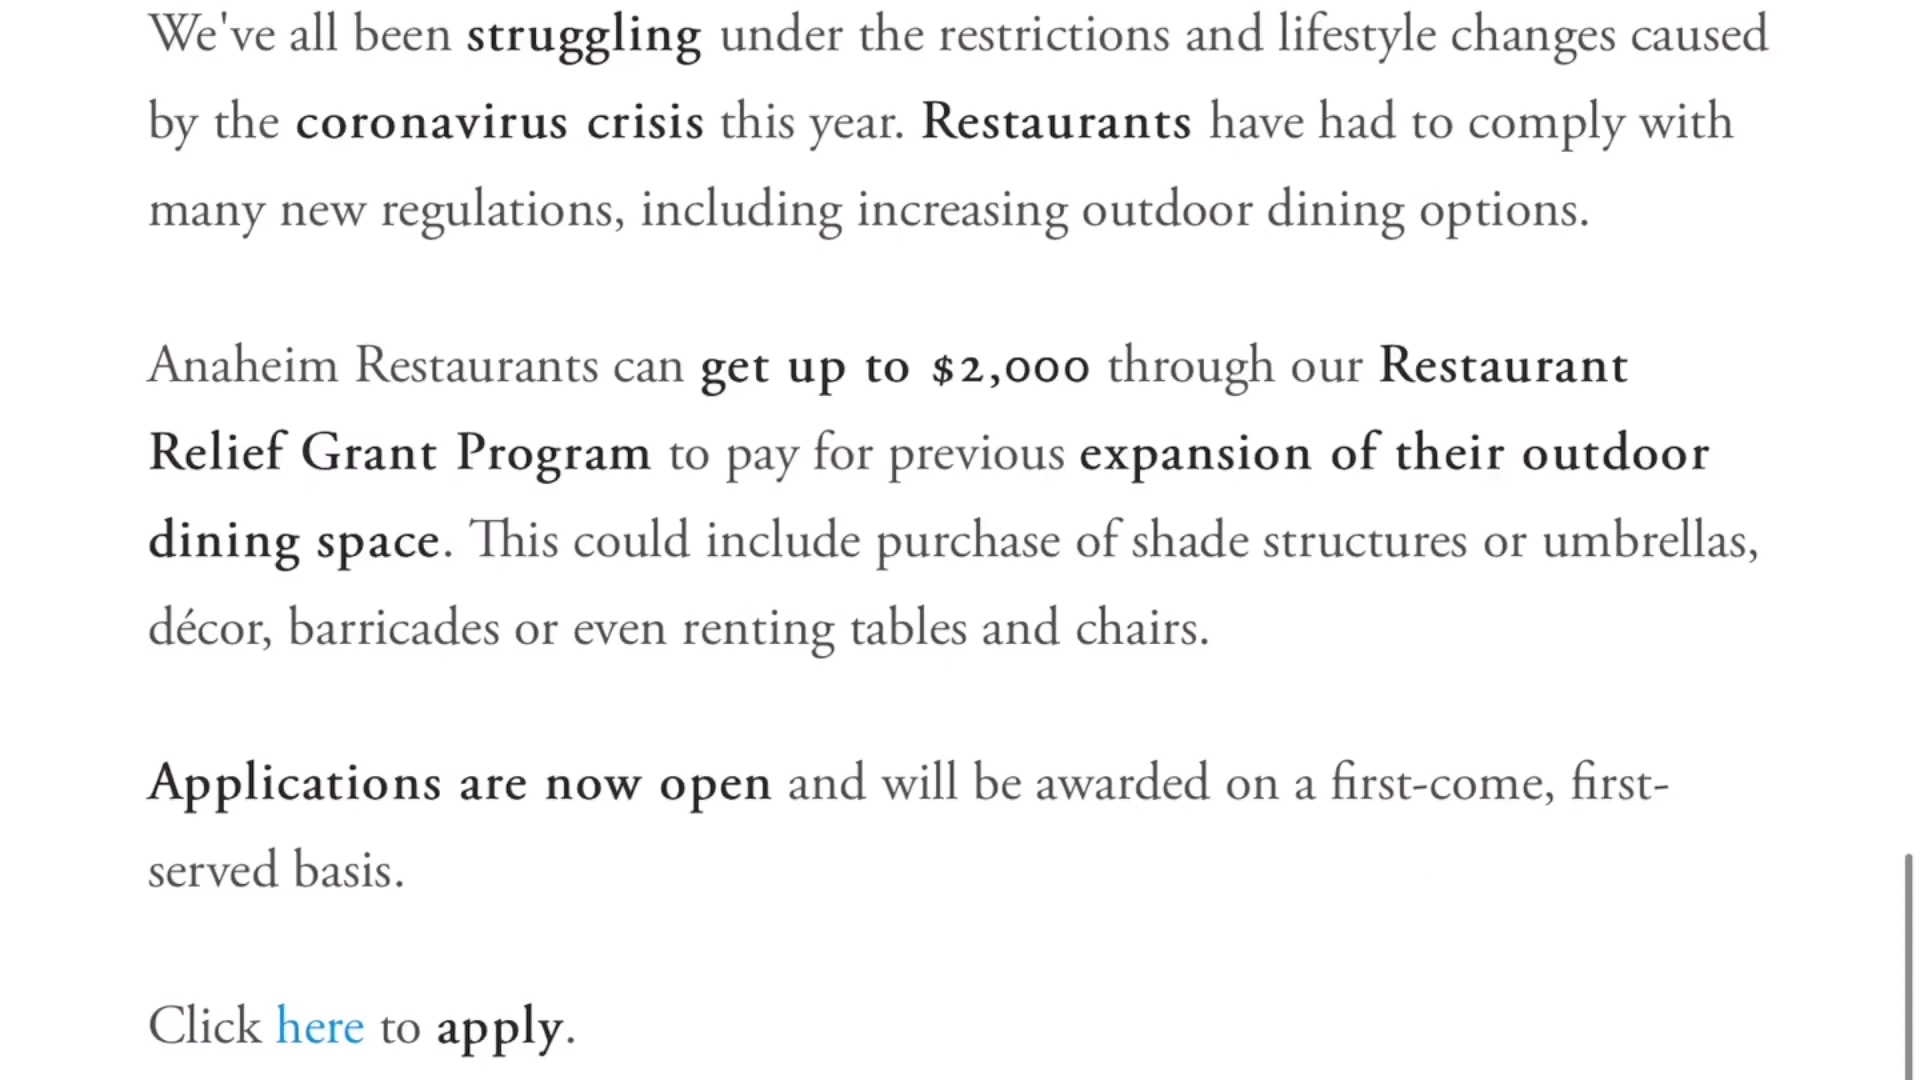 We've all been struggling under the restrictions and lifestyle changes caused
by the coronavirus crisis this year. Restaurants have had to comply with
many new regulations, including increasing outdoor dining options.
Anaheim Restaurants can get up to $2,000 through our Restaurant
Relief Grant Program to pay for previous expansion of their outdoor
dining space. This could include purchase of shade structures or umbrellas,
décor, barricades or even renting tables and chairs.
Applications are now open and will be awarded on a first-come, first-
served basis.
Click here to apply.